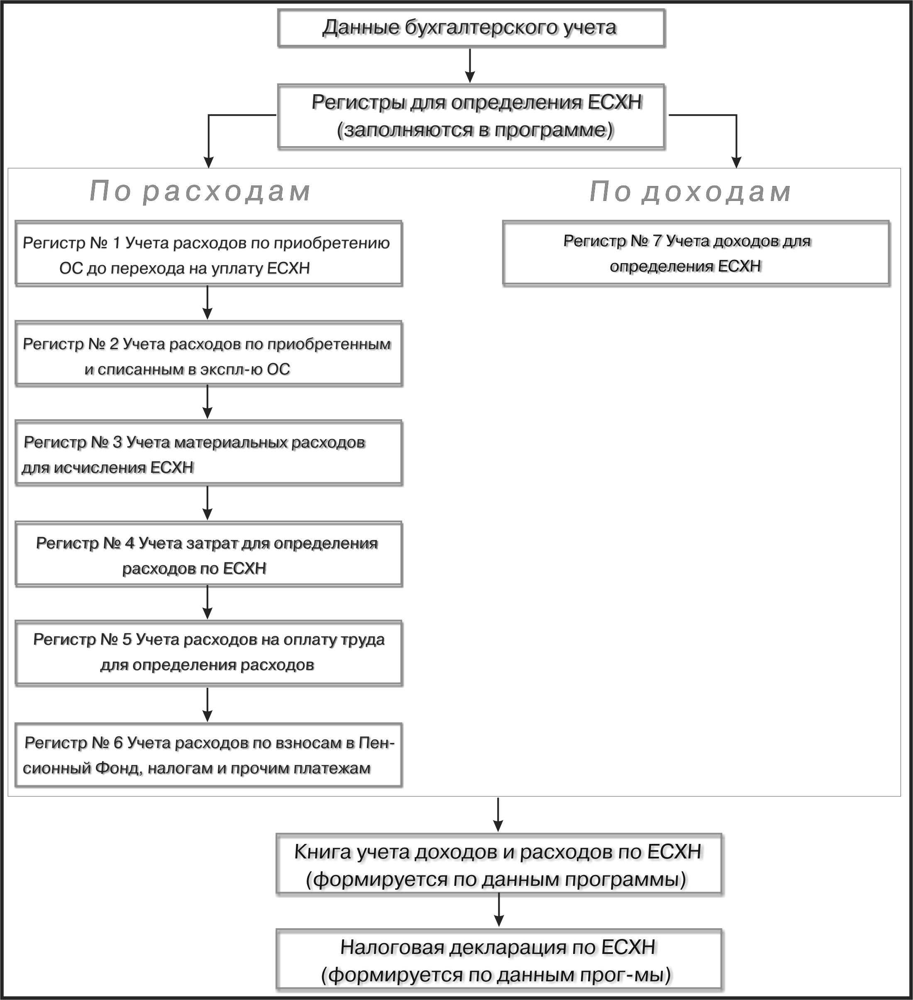 Данные бухгалтерского учета
Регистры для определения ЕСХН
(заполняются в программе)
По расходам
Регистр № 1 Учета расходов по приобретению
ОС до перехода на уплату ЕСХН
Регистр № 2 Учета расходов по приобретенным
и списанным в экспл-ю ОС
Регистр № 3 Учета материальных расходов
для исчисления ЕСХН
Регистр № 4 Учета затрат для определения
расходов по ЕСХН
Регистр № 5 Учета расходов на оплату труда
для определения расходов
Регистр № 6 Учета расходов по взносам в Пен-
сионный Фонд, налогам и прочим платежам
По доходам
Регистр № 7 Учета доходов для
определения ЕСХН
Книга учета доходов и расходов по ЕСХН
(формируется по данным программы)
Налоговая декларация по ЕСХН
(формируется по данным прог-мы)